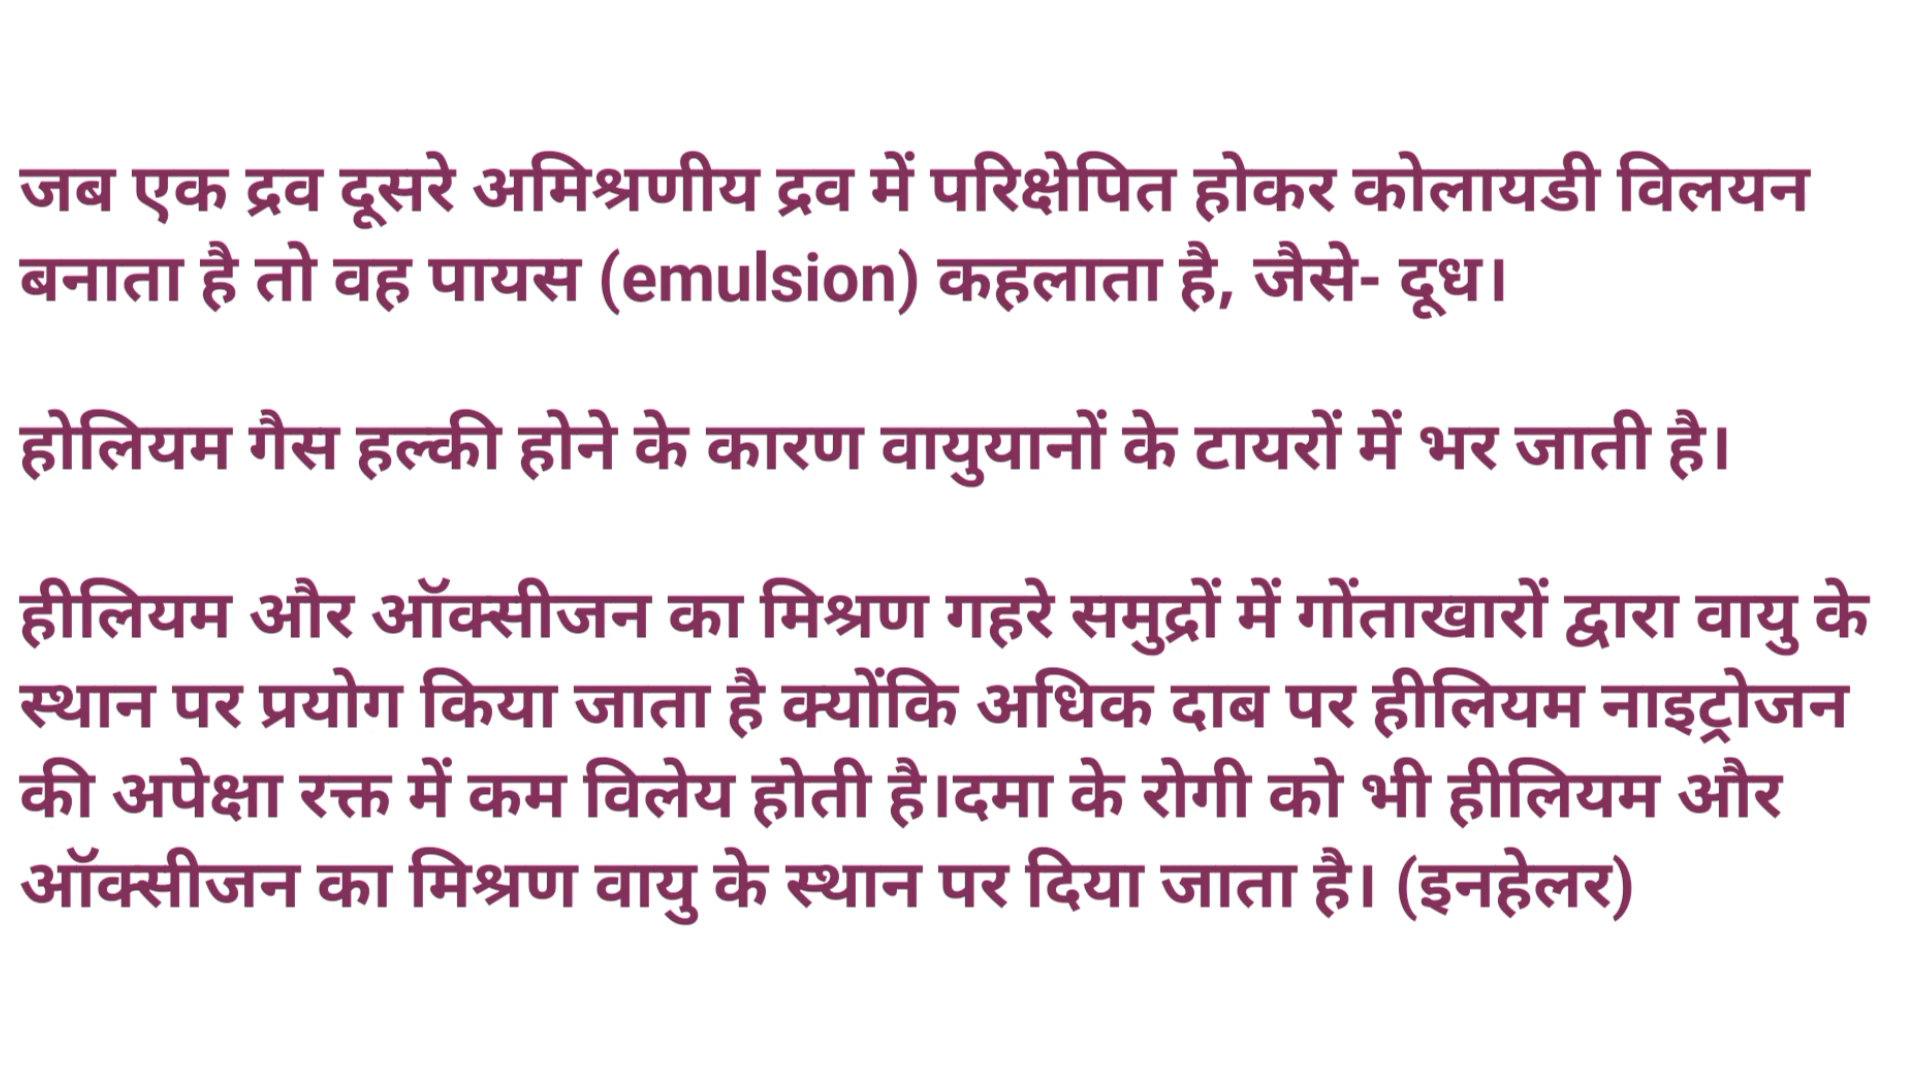 जब एक द्रव दूसरे अमिश्रणीय द्रव में परिक्षेपित होकर कोलायडी विलयन
बनाता है तो वह पायस (emulsion) कहलाता है, जैसे- दूध।
होलियम गैस हल्की होने के कारण वायुयानों के टायरों में भर जाती है।
हीलियम और ऑक्सीजन का मिश्रण गहरे समुद्रों में गोंताखारों द्वारा वायु के
स्थान पर प्रयोग किया जाता है क्योंकि अधिक दाब पर हीलियम नाइट्रोजन
की अपेक्षा रक्त में कम विलेय होती है।दमा के रोगी को भी हीलियम और
ऑक्सीजन का मिश्रण वायु के स्थान पर दिया जाता है। (इनहेलर)